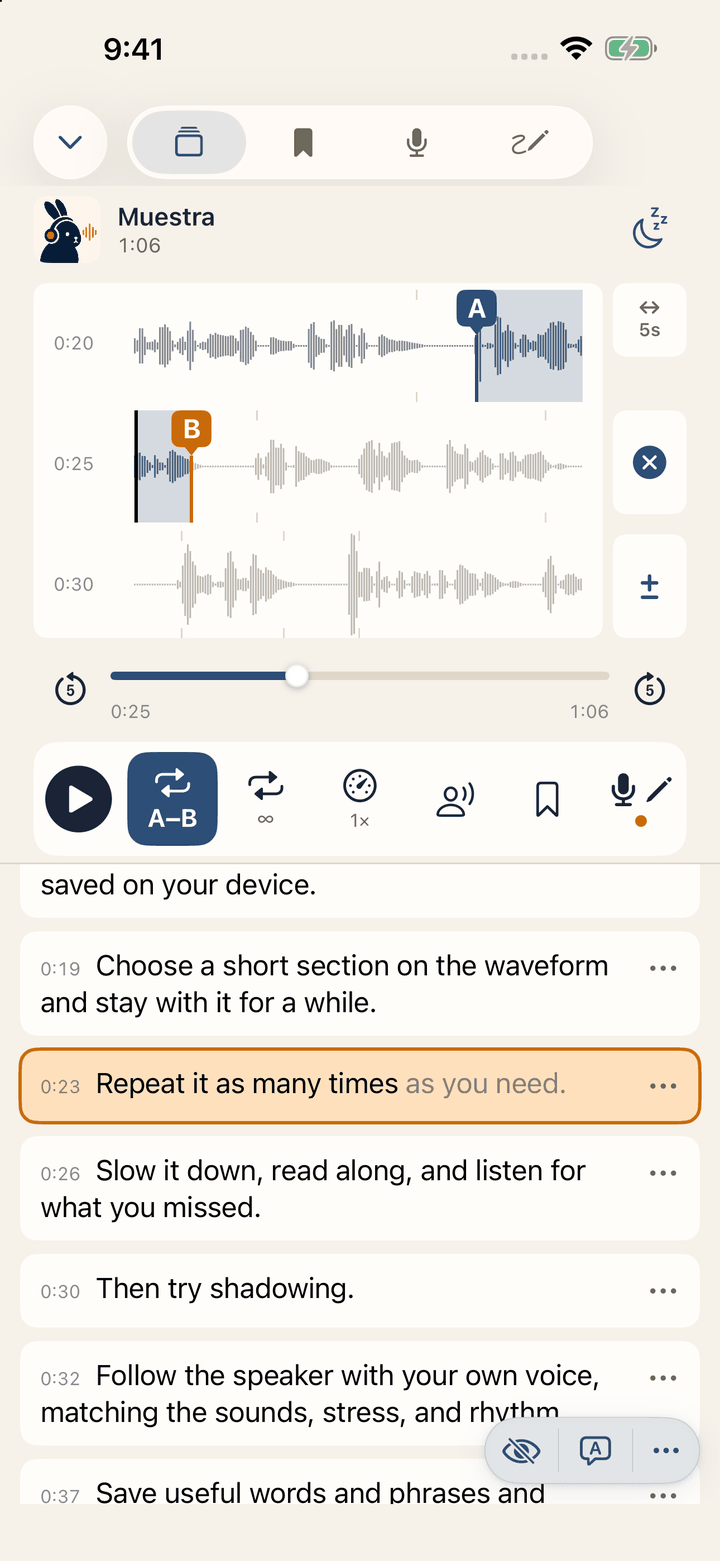 9:41
Muestra
1:06
0:20
A
5s
0:25
B
0:30
5
0:25
1:06
5
A–B
∞
1×
saved on your device.
0:19 Choose a short section on the waveform
and stay with it for a while.
0:23 Repeat it as many times as you need.
0:26 Slow it down, read along, and listen for
what you missed.
0:30 Then try shadowing.
0:32 Follow the speaker with your own voice,
matching the sounds, stress, and rhythm
A
0:37 Save useful words and phrases and